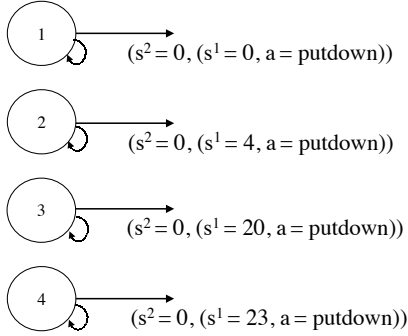 1
(s² = 0, (s¹ = 0, a = putdown))
2
(s² = 0, (s¹ = 4, a = putdown))
3
(s² = 0, (s¹ = 20, a = putdown))
4
(s² = 0, (s¹ = 23, a = putdown))